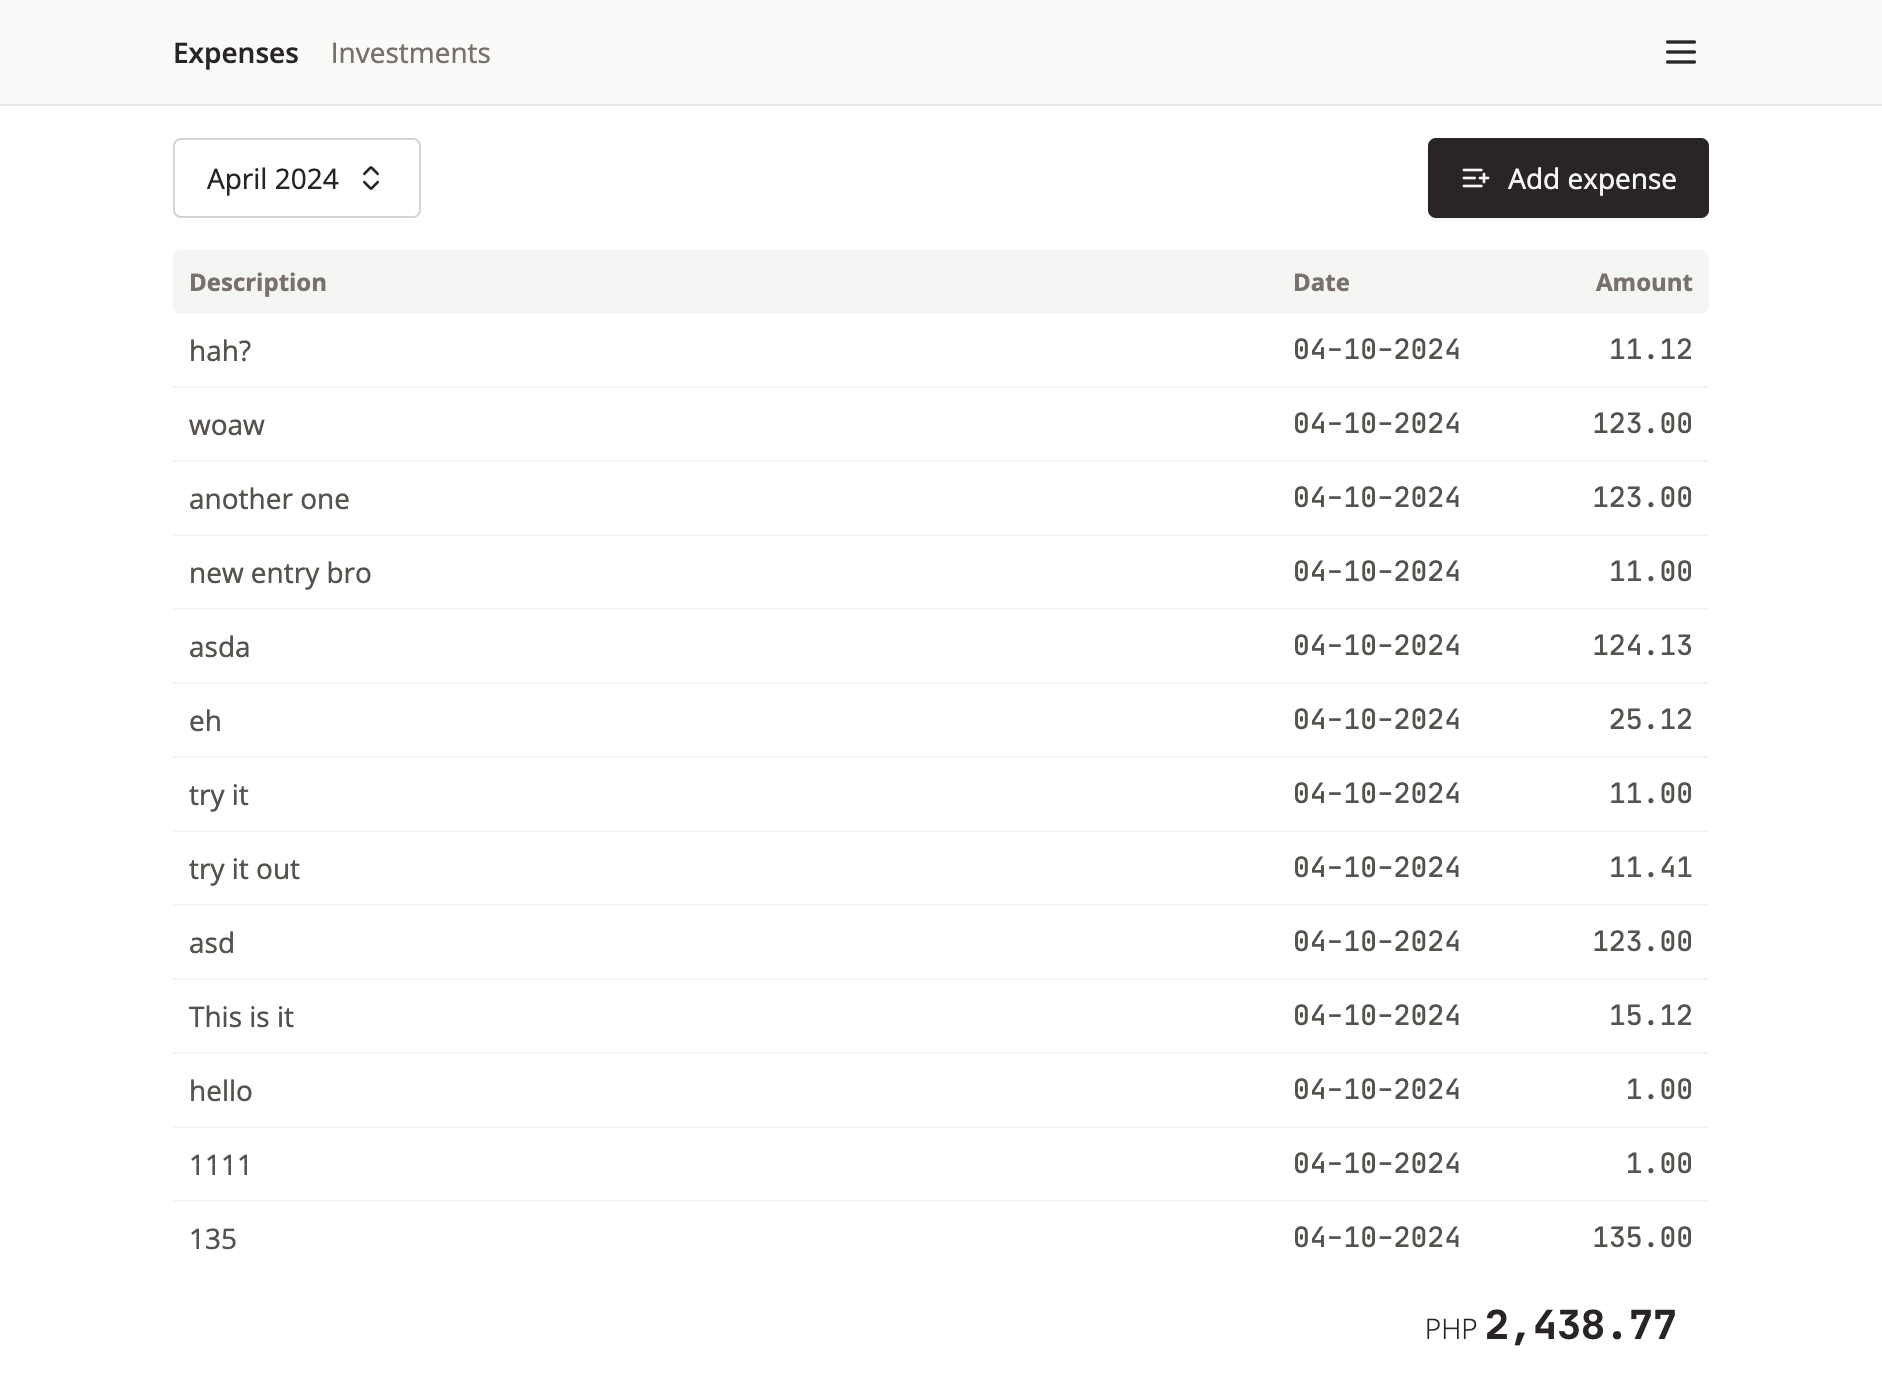 Expenses Investments
April 2024 Add expense
Description Date Amount
hah? 04-10-2024 11.12
woaw 04-10-2024 123.00
another one 04-10-2024 123.00
new entry bro 04-10-2024 11.00
asda 04-10-2024 124.13
eh 04-10-2024 25.12
try it 04-10-2024 11.00
try it out 04-10-2024 11.41
asd 04-10-2024 123.00
This is it 04-10-2024 15.12
hello 04-10-2024 1.00
1111 04-10-2024 1.00
135 04-10-2024 135.00
PHP 2,438.77